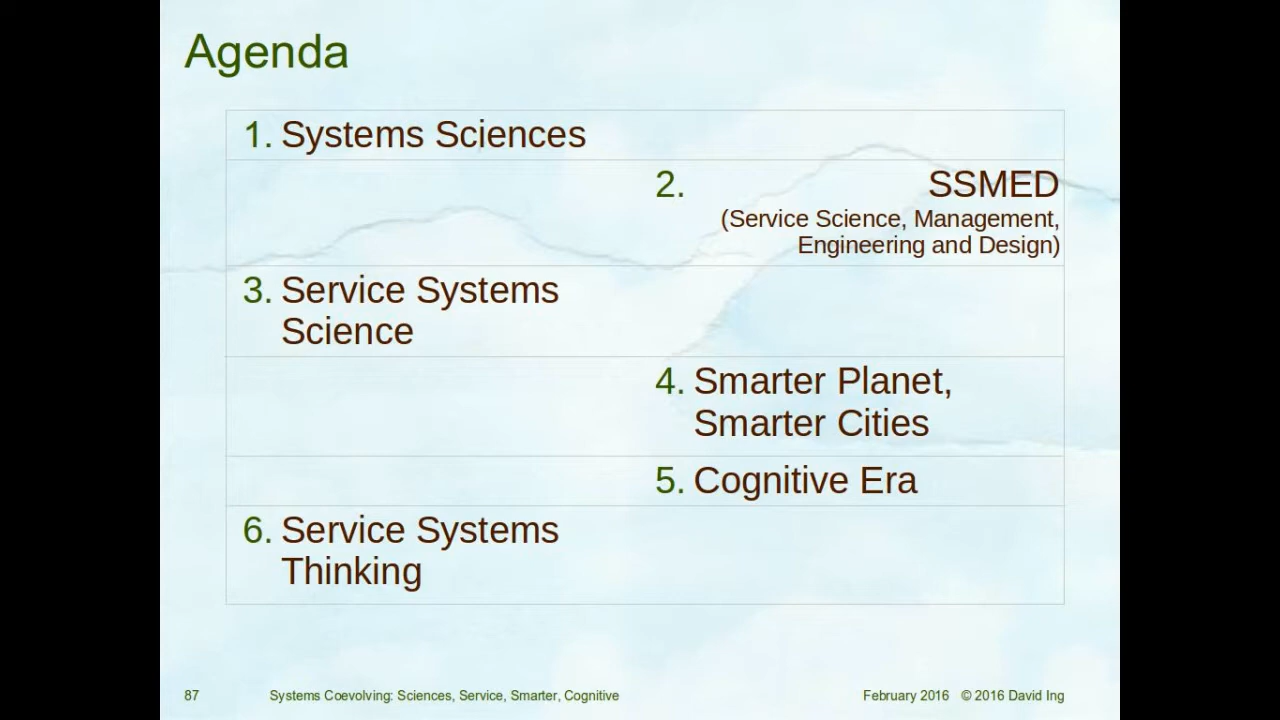 Agenda
1. Systems Sciences
2. SSMED
(Service Science, Management,
Engineering and Design)
3. Service Systems
Science
4. Smarter Planet,
Smarter Cities
5. Cognitive Era
6. Service Systems
Thinking
87 Systems Coevolving: Sciences, Service, Smarter, Cognitive February 2016 © 2016 David Ing